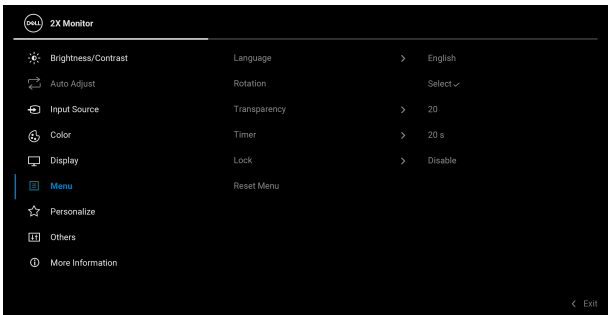 DELL 2X Monitor
Brightness/Contrast Language > English
Auto Adjust Rotation Select ✓
Input Source Transparency > 20
Color Timer > 20 s
Display Lock > Disable
Menu Reset Menu
Personalize
Others
More Information
< Exit